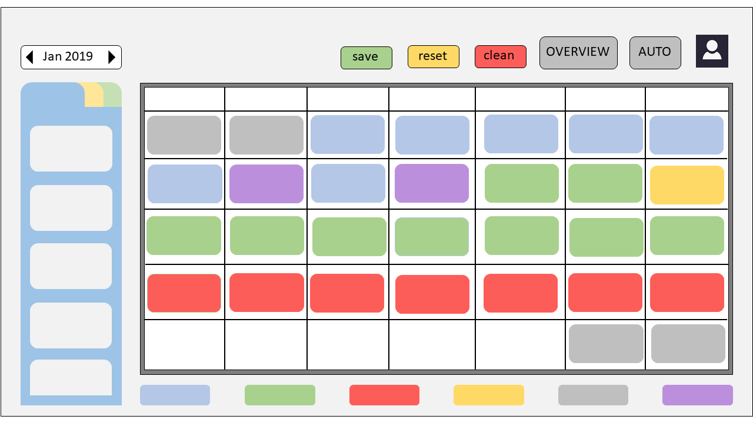 Jan 2019
save
reset
clean
OVERVIEW
AUTO